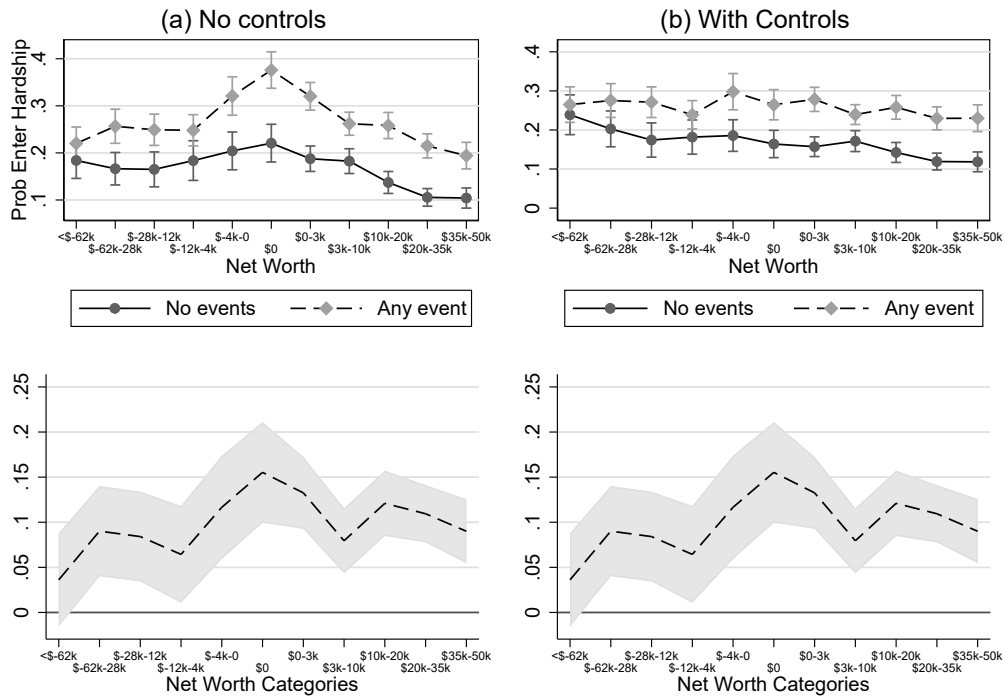 (a) No controls
Prob Enter Hardship
.4
.3
.2
.1
<$-62k
$-62k-28k
$-28k-12k
$-12k-4k
$-4k-0
$0
$0-3k
$3k-10k
$10k-20k
$20k-35k
$35k-50k
Net Worth
No events
Any event
(b) With Controls
.4
.3
.2
.1
0
<$-62k
$-62k-28k
$-28k-12k
$-12k-4k
$-4k-0
$0
$0-3k
$3k-10k
$10k-20k
$20k-35k
$35k-50k
Net Worth
No events
Any event
.25
.2
.15
.1
.05
0
<$-62k
$-62k-28k
$-28k-12k
$-12k-4k
$-4k-0
$0
$0-3k
$3k-10k
$10k-20k
$20k-35k
$35k-50k
Net Worth Categories
.25
.2
.15
.1
.05
0
<$-62k
$-62k-28k
$-28k-12k
$-12k-4k
$-4k-0
$0
$0-3k
$3k-10k
$10k-20k
$20k-35k
$35k-50k
Net Worth Categories